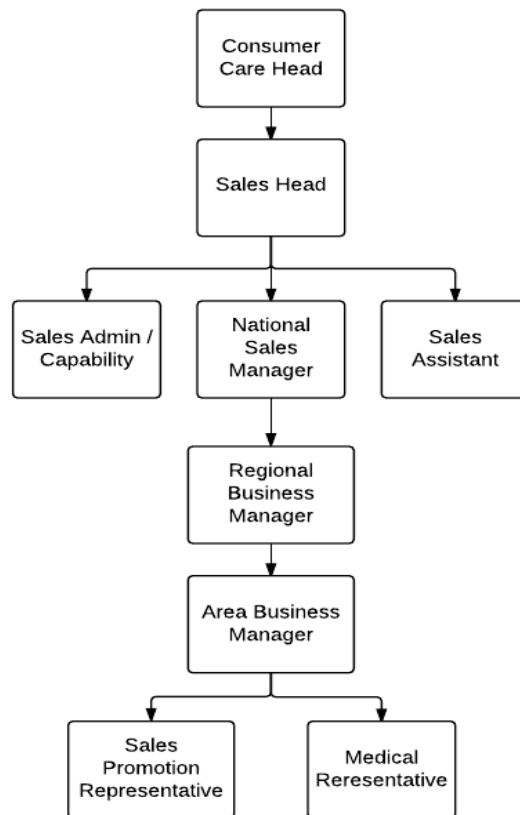 Consumer
Care Head
Sales Head
Sales Admin /
Capability
National
Sales
Manager
Sales
Assistant
Regional
Business
Manager
Area Business
Manager
Sales
Promotion
Representative
Medical
Reresentative